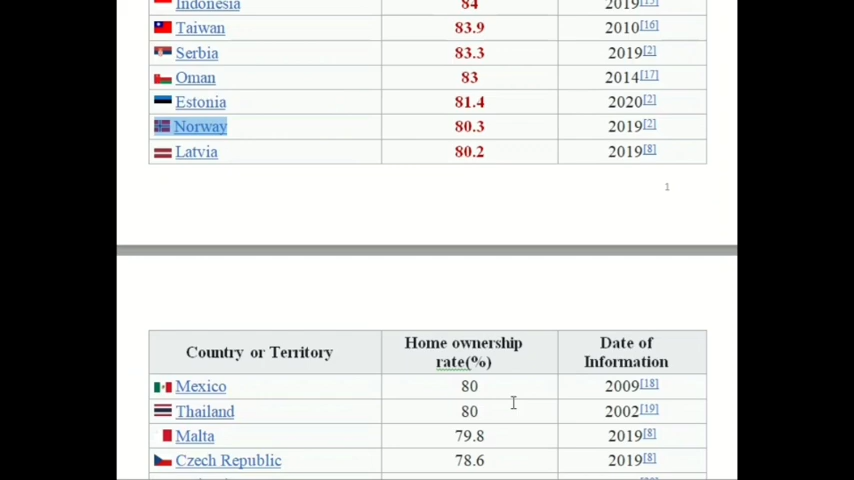 Indonesia 84 2019[15]
Taiwan 83.9 2010[16]
Serbia 83.3 2019[2]
Oman 83 2014[17]
Estonia 81.4 2020[2]
Norway 80.3 2019[2]
Latvia 80.2 2019[8]
1
Country or Territory Home ownership rate(%) Date of Information
Mexico 80 2009[18]
Thailand 80 2002[19]
Malta 79.8 2019[8]
Czech Republic 78.6 2019[8]